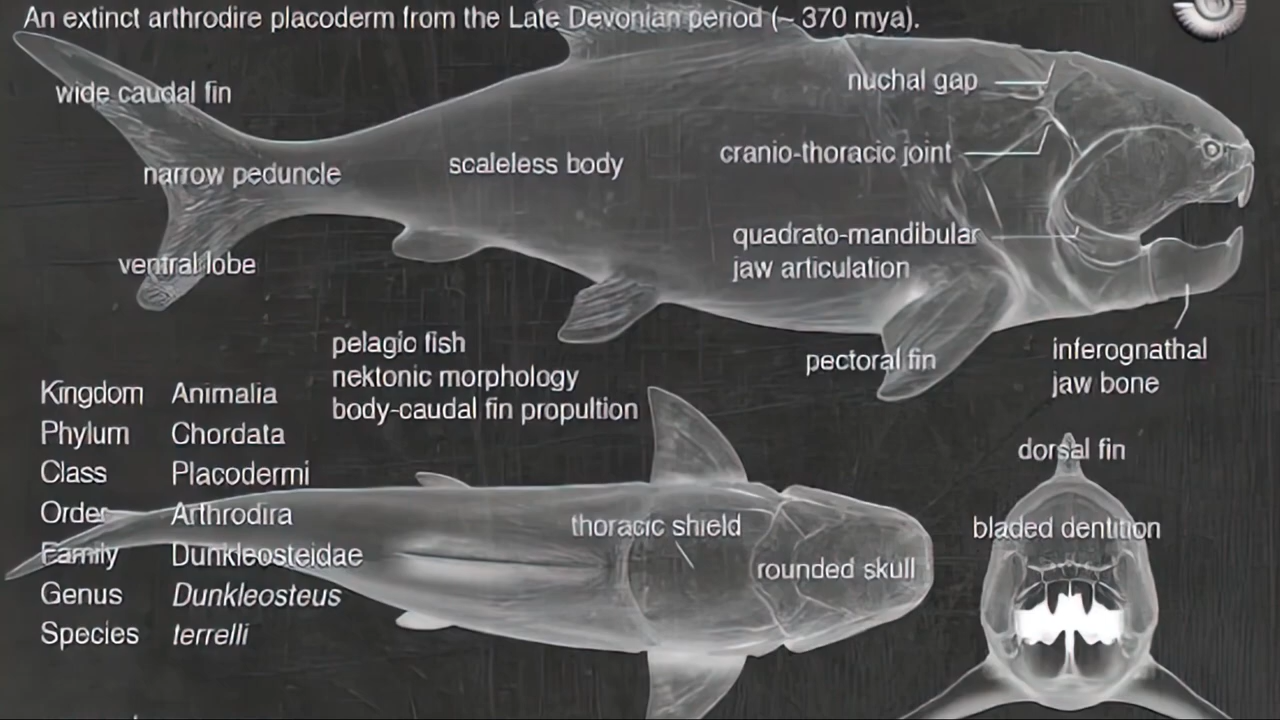 An extinct arthrodire placoderm from the Late Devonian period (~ 370 mya).
wide caudal fin
nuchal gap
narrow peduncle
scaleless body
cranio-thoracic joint
quadrato-mandibular
jaw articulation
ventral lobe
pectoral fin
inferognathal
jaw bone
pelagic fish
nektonic morphology
body-caudal fin propultion
Kingdom Animalia
Phylum Chordata
Class Placodermi
Order Arthrodira
Family Dunkleosteidae
Genus Dunkleosteus
Species terrelli
thoracic shield
rounded skull
dorsal fin
bladed dentition